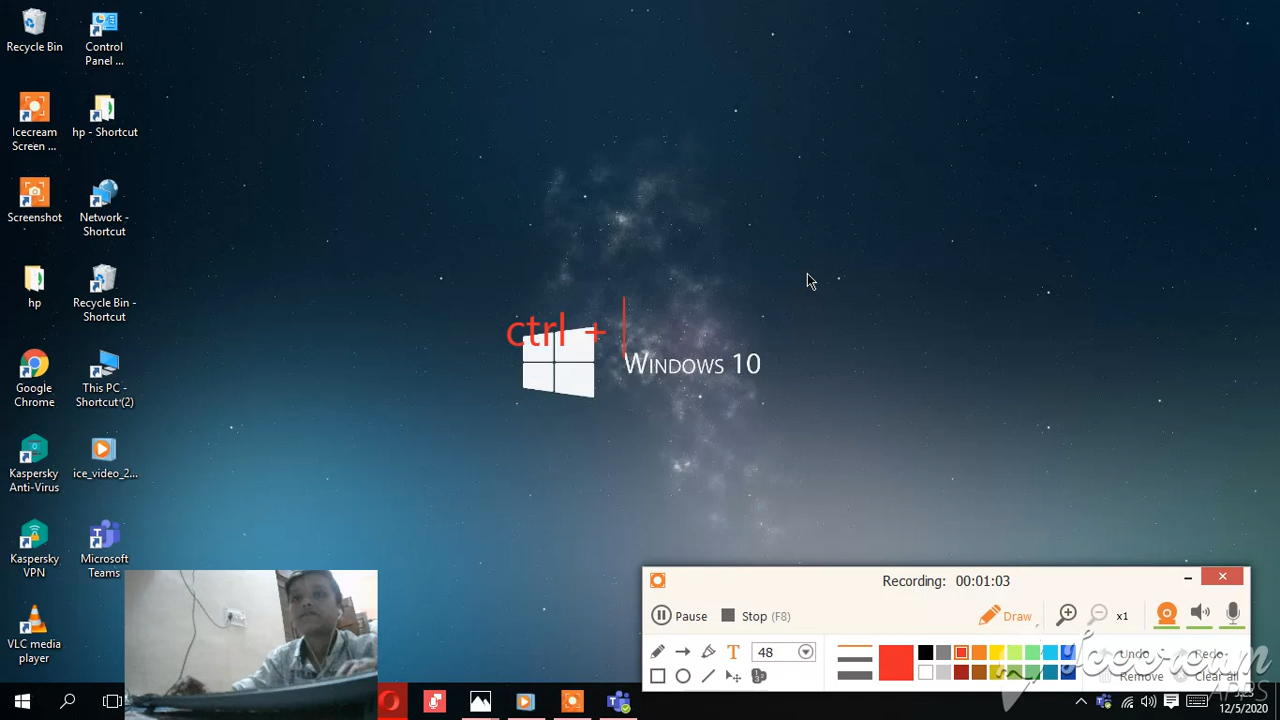 Recycle Bin
Control Panel ...
Icecream Screen ...
hp - Shortcut
Screenshot
Network - Shortcut
hp
Recycle Bin - Shortcut
Google Chrome
This PC - Shortcut (2)
Kaspersky Anti-Virus
ice_video_2...
Kaspersky VPN
Microsoft Teams
VLC media player
ctrl +
WINDOWS 10
Recording: 00:01:03
Pause
Stop (F8)
Draw
x1
T
48
Undo
Redo
Remove
Clear all
Icecream
APPS
12/5/2020